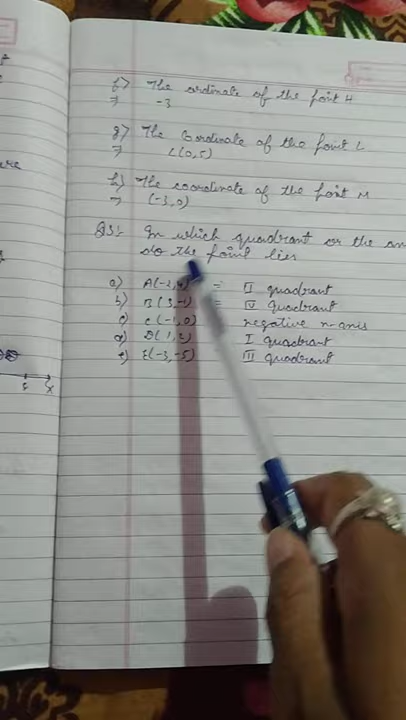 f) The ordinate of the point H
→ -3
g) The Coordinate of the point L
→ L(0,5)
h) The coordinate of the point M
→ (-3,0)
Q3:- In which quadrant or the
do the point lies
a) A(-2,4) = II quadrant
b) B(3,-1) = IV quadrant
c) C(-1,0) negative x-axis
d) D(1,2) I quadrant
e) E(-3,-5) III quadrant